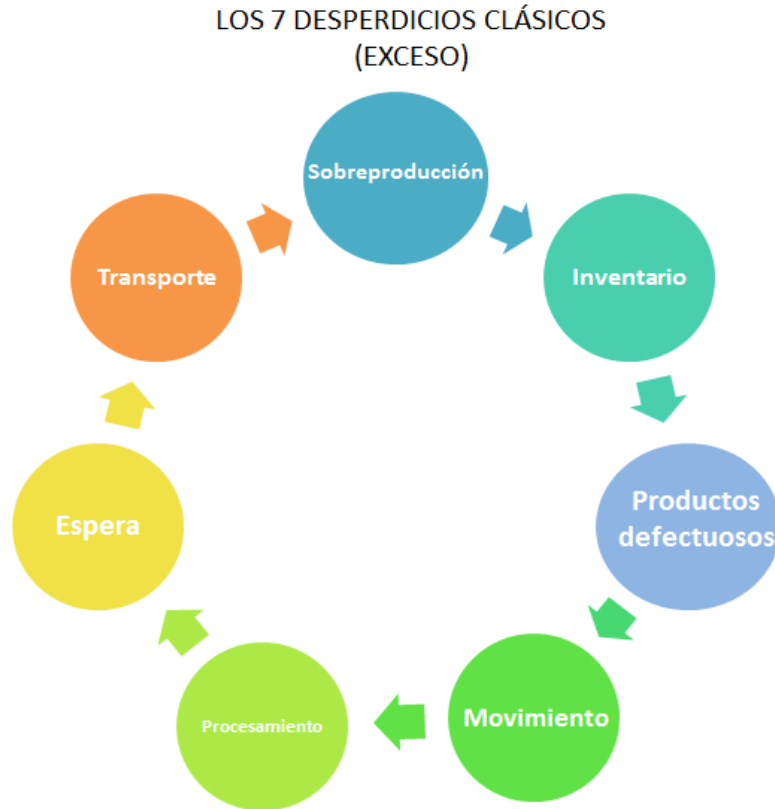 LOS 7 DESPERDICIOS CLÁSICOS
(EXCESO)
Sobreproducción
Inventario
Productos
defectuosos
Movimiento
Procesamiento
Espera
Transporte